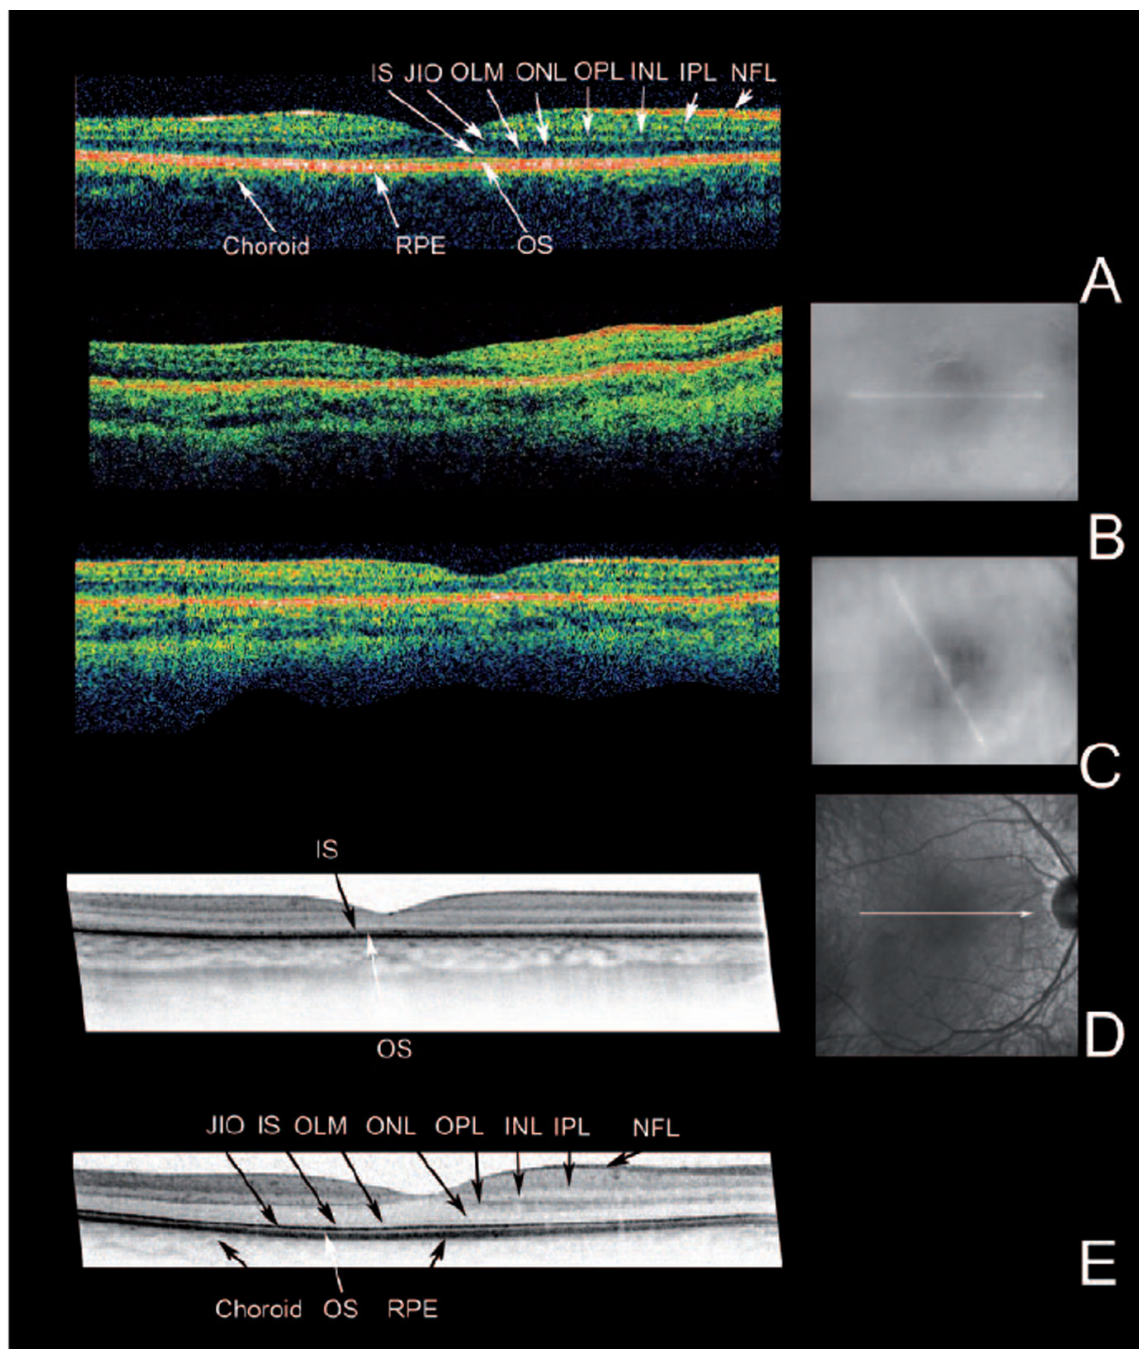 IS JIO OLM ONL OPL INL IPL NFL
Choroid RPE OS
A
B
C
IS
OS
D
JIO IS OLM ONL OPL INL IPL NFL
Choroid OS RPE
E